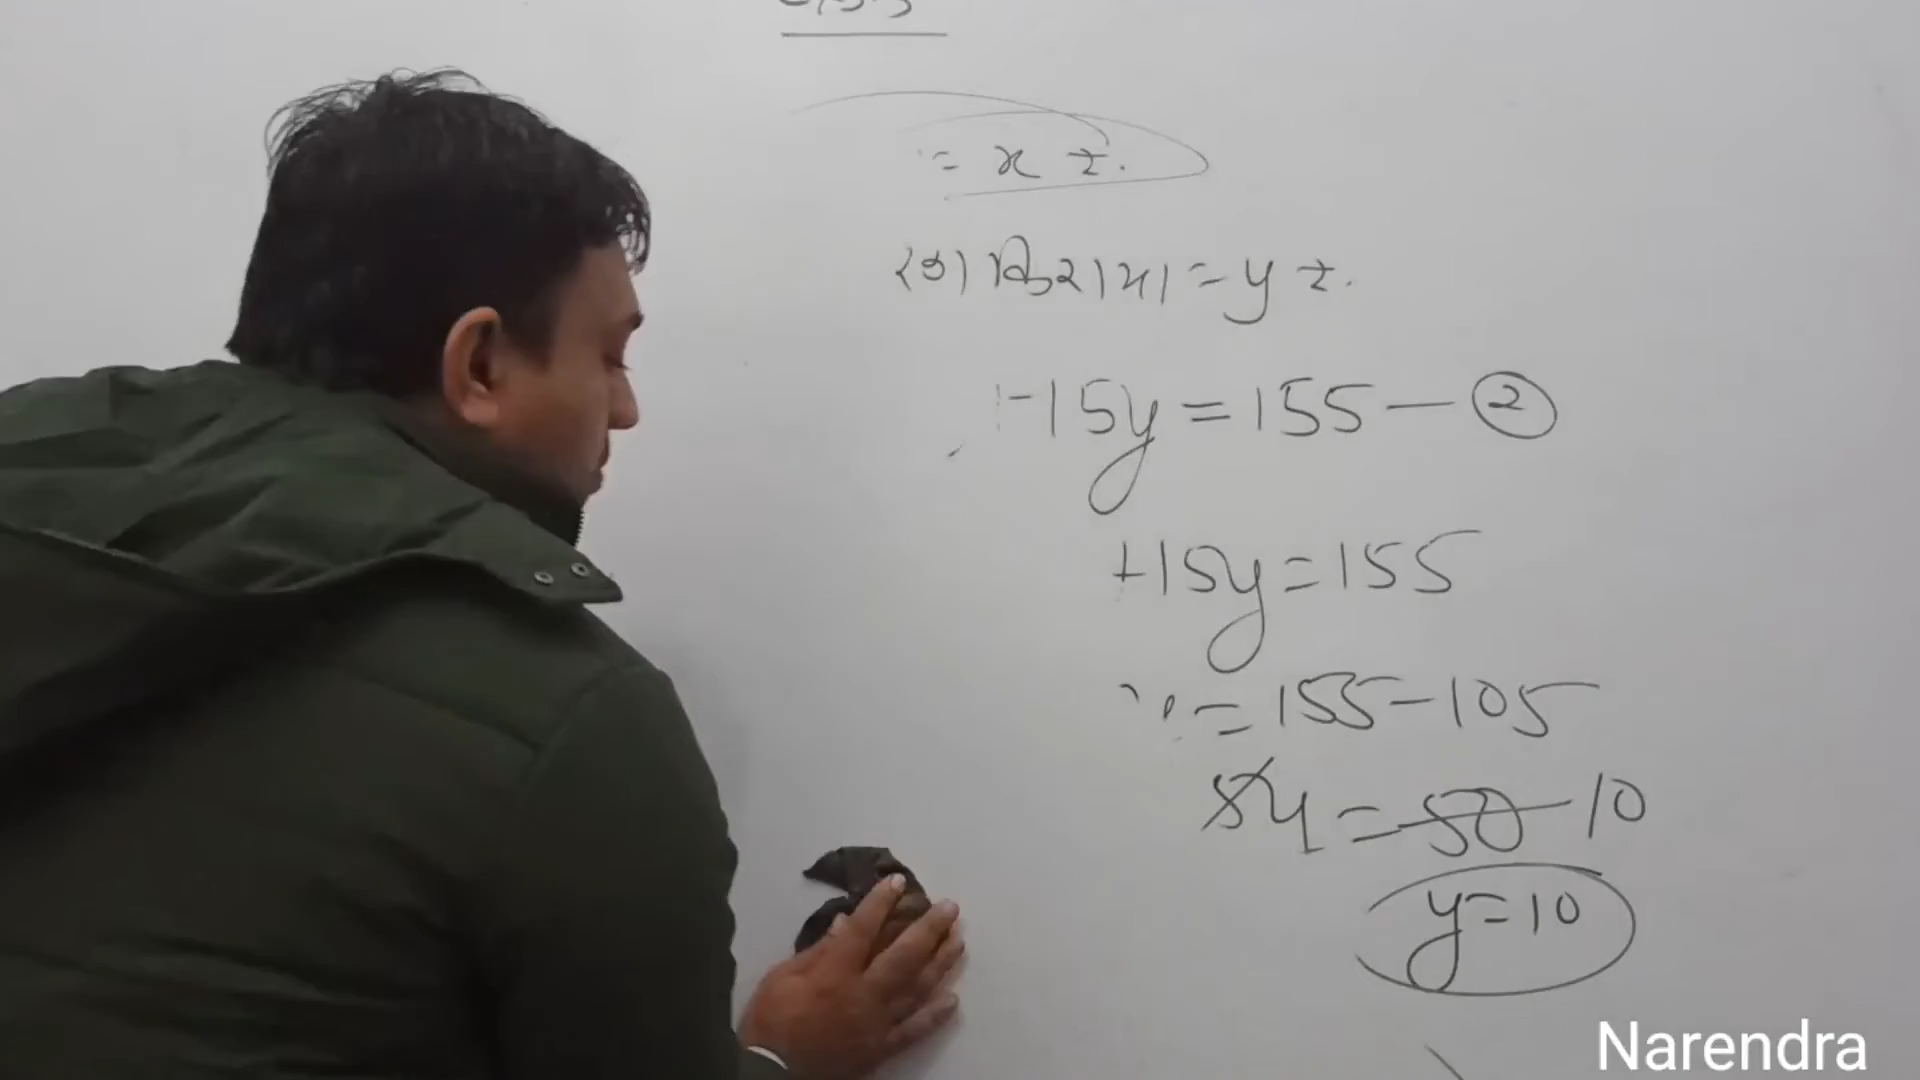 = x रु.
किराया = y रु.
15y = 155 — ②
+15y = 155
= 155 - 105
5y = 50 10
y = 10
Narendra